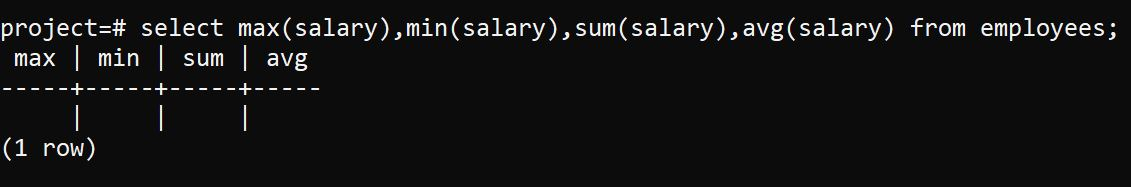 project=# select max(salary),min(salary),sum(salary),avg(salary) from employees;
 max | min | sum | avg
-----+-----+-----+-----
     |     |     |
(1 row)